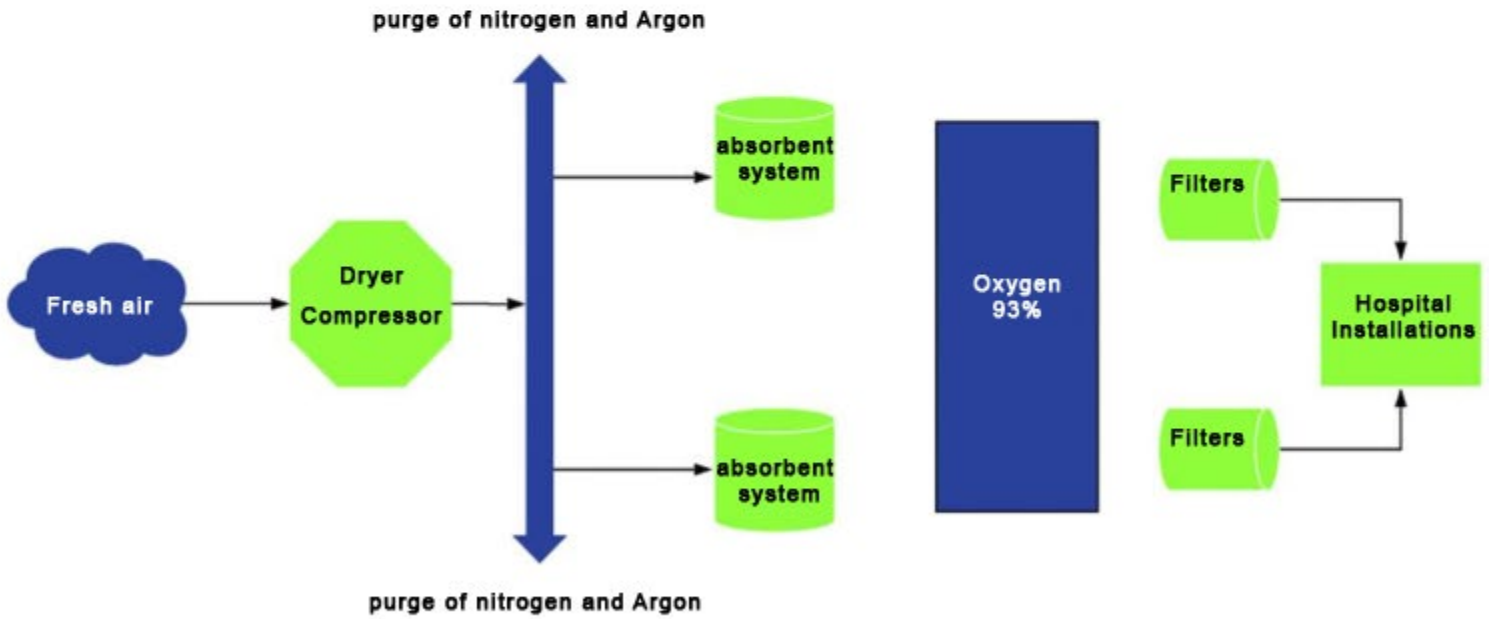 purge of nitrogen and Argon
Fresh air
Dryer
Compressor
absorbent
system
absorbent
system
Oxygen
93%
Filters
Filters
Hospital
Installations
purge of nitrogen and Argon